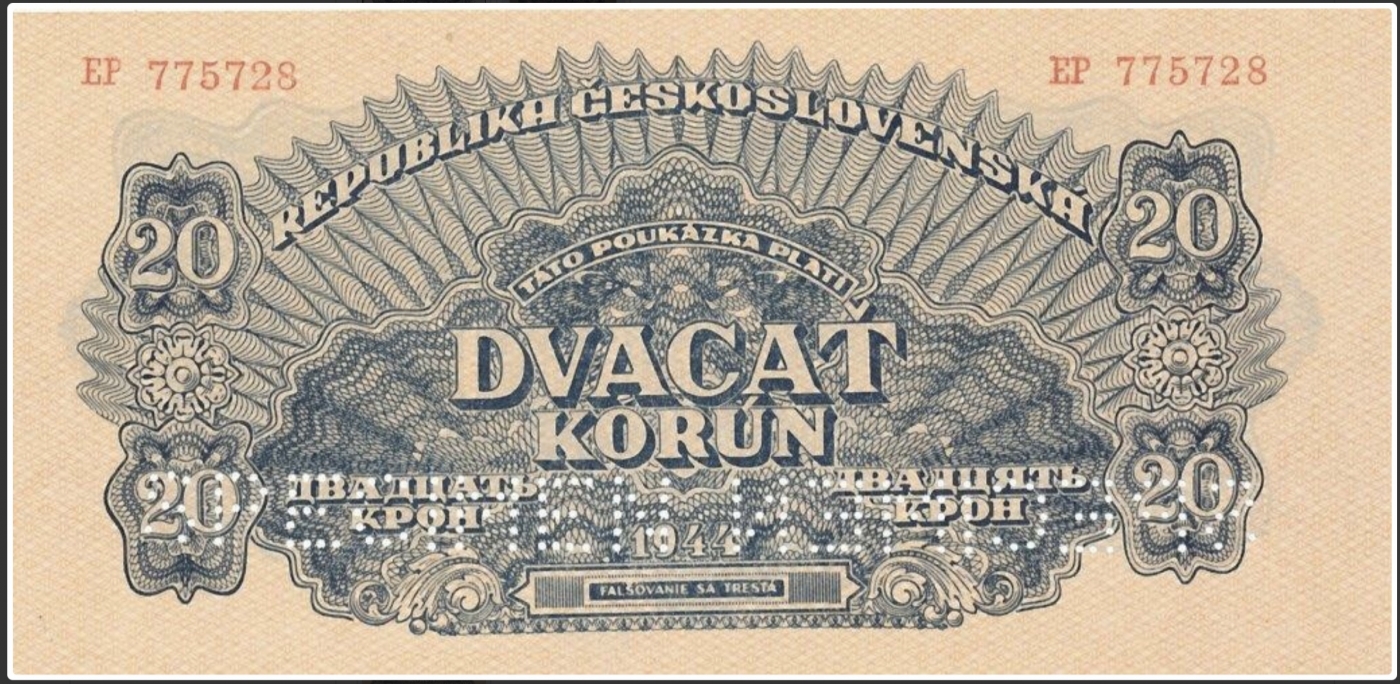 EP 775728
EP 775728
REPUBLIKA ČESKOSLOVENSKÁ
20
20
TÁTO POUKÁZKA PLATÍ
DVACAŤ
KORÚN
20
ДВАДЦАТЬ
КРОН
ДВАДЦЯТЬ
КРОН
20
1944
FALŠOVANIE SA TRESTÁ